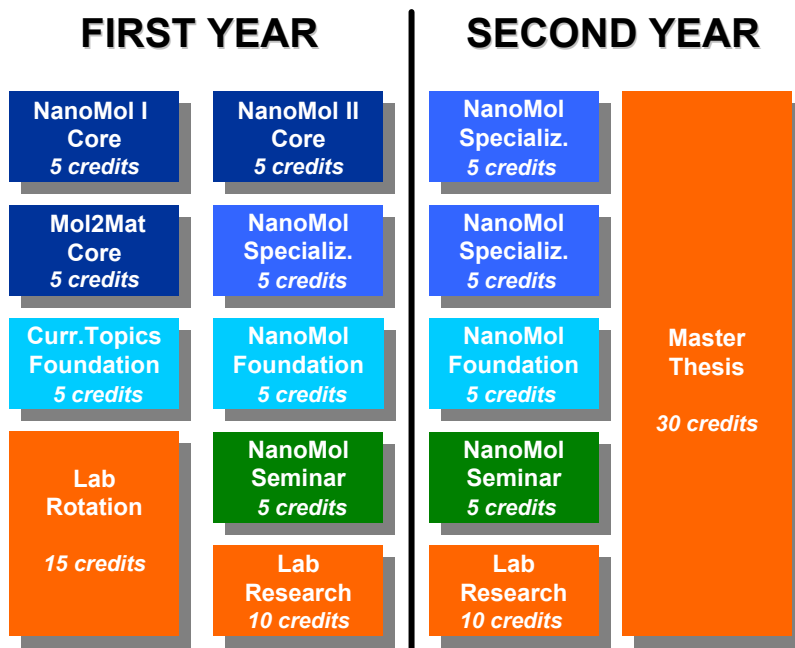 FIRST YEAR
NanoMol I
Core
5 credits
Mol2Mat
Core
5 credits
Curr.Topics
Foundation
5 credits
Lab
Rotation
15 credits
NanoMol II
Core
5 credits
NanoMol
Specializ.
5 credits
NanoMol
Foundation
5 credits
NanoMol
Seminar
5 credits
Lab
Research
10 credits
SECOND YEAR
NanoMol
Specializ.
5 credits
NanoMol
Specializ.
5 credits
NanoMol
Foundation
5 credits
NanoMol
Seminar
5 credits
Lab
Research
10 credits
Master
Thesis
30 credits